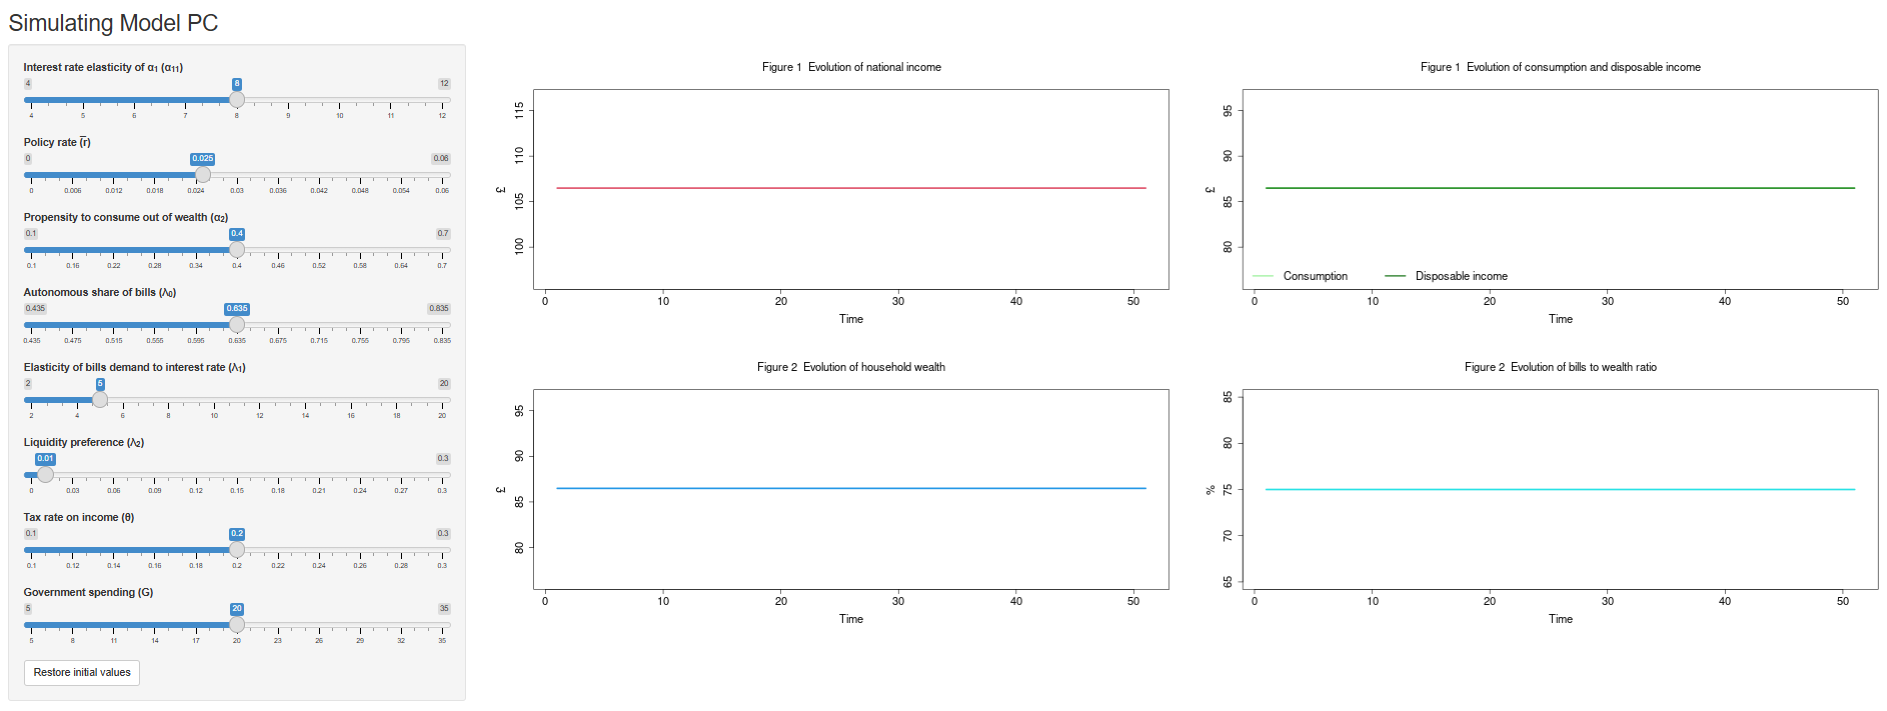 Simulating Model PC
Interest rate elasticity of α1 (α11)
4 8 12
4 5 6 7 8 9 10 11 12
Policy rate (r̅)
0 0.025 0.06
0 0.006 0.012 0.018 0.024 0.03 0.036 0.042 0.048 0.054 0.06
Propensity to consume out of wealth (α2)
0.1 0.4 0.7
0.1 0.16 0.22 0.28 0.34 0.4 0.46 0.52 0.58 0.64 0.7
Autonomous share of bills (Λ0)
0.435 0.635 0.835
0.435 0.475 0.515 0.555 0.595 0.635 0.675 0.715 0.755 0.795 0.835
Elasticity of bills demand to interest rate (Λ1)
2 5 20
2 4 6 8 10 12 14 16 18 20
Liquidity preference (Λ2)
0.01 0.3
0 0.03 0.06 0.09 0.12 0.15 0.18 0.21 0.24 0.27 0.3
Tax rate on income (θ)
0.1 0.2 0.3
0.1 0.12 0.14 0.16 0.18 0.2 0.22 0.24 0.26 0.28 0.3
Government spending (G)
5 20 35
5 8 11 14 17 20 23 26 29 32 35
Restore initial values
Figure 1 Evolution of national income
£
115
110
105
100
0 10 20 30 40 50
Time
Figure 1 Evolution of consumption and disposable income
£
95
90
85
80
Consumption Disposable income
0 10 20 30 40 50
Time
Figure 2 Evolution of household wealth
£
95
90
85
80
0 10 20 30 40 50
Time
Figure 2 Evolution of bills to wealth ratio
%
85
80
75
70
65
0 10 20 30 40 50
Time